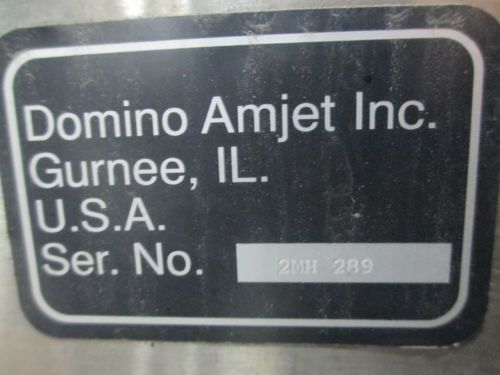 Domino Amjet Inc.
Gurnee, IL.
U.S.A.
Ser. No. 2MH 289